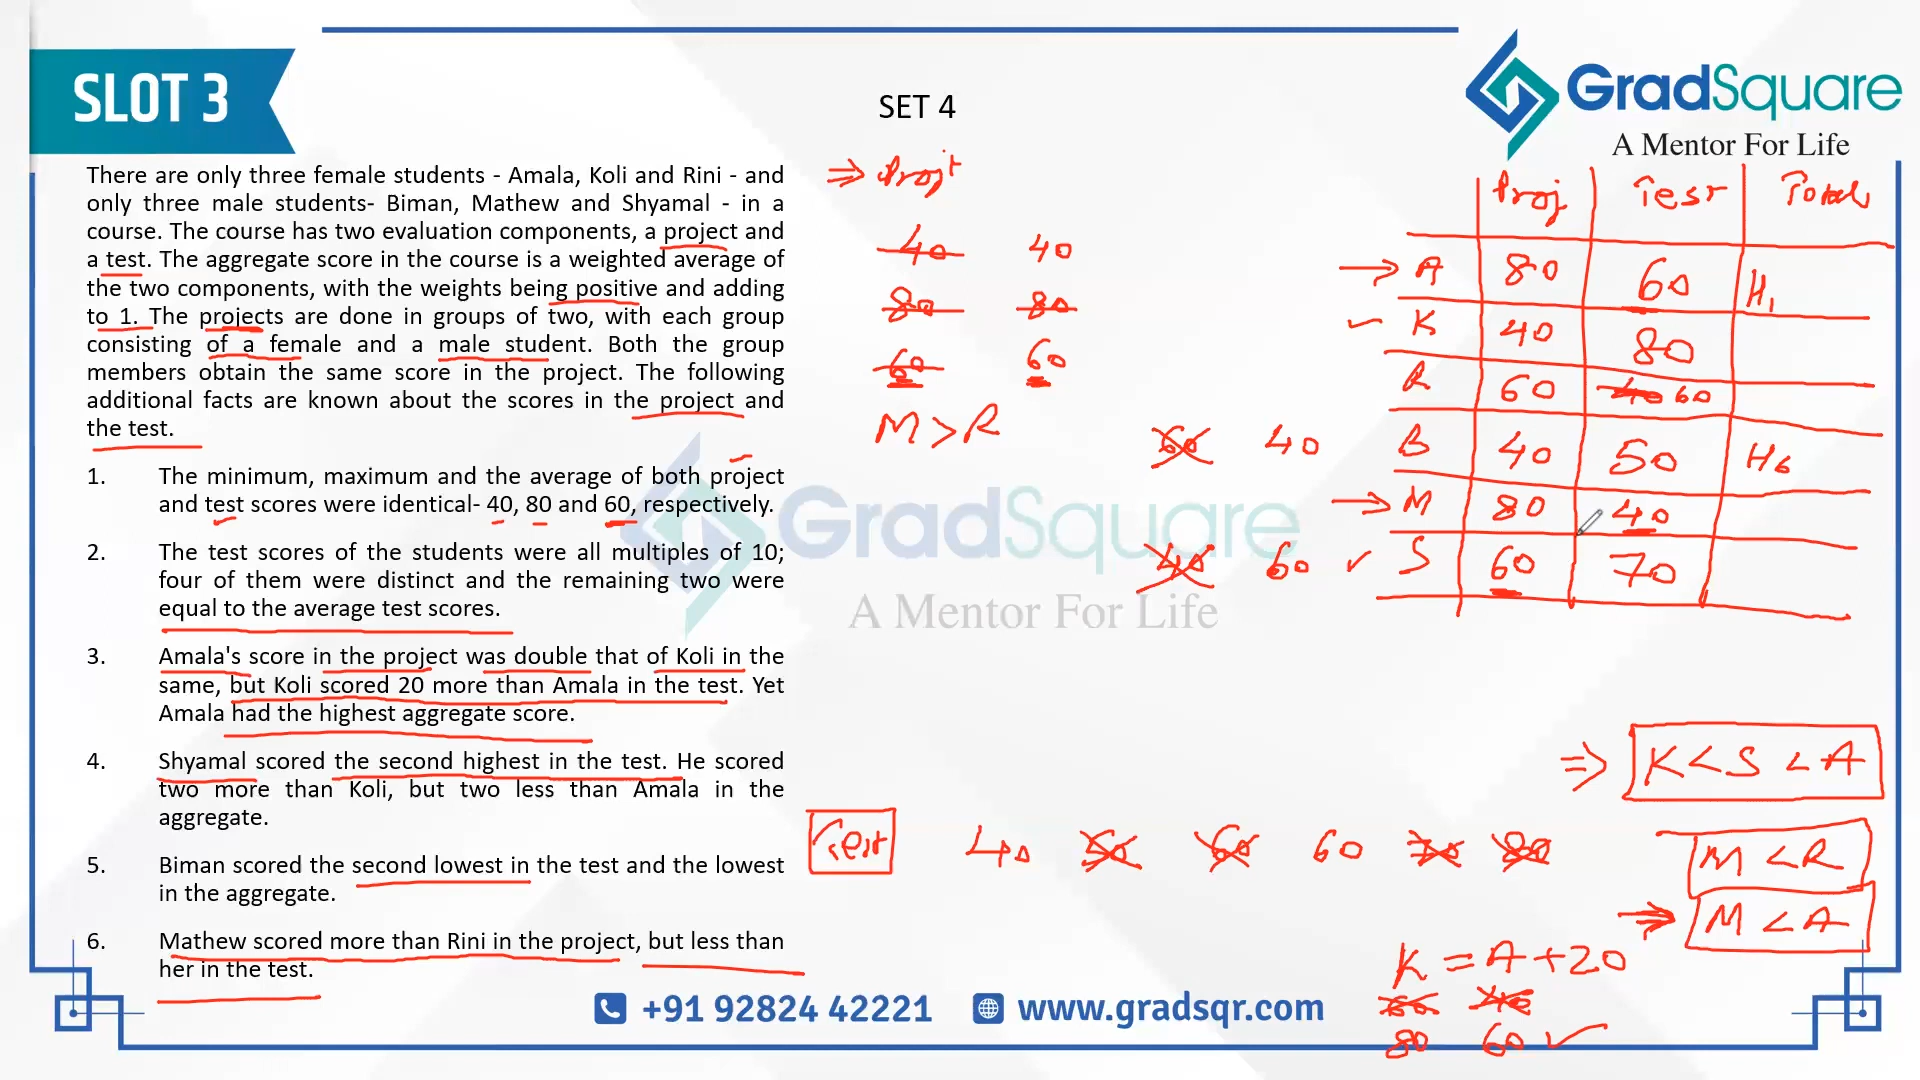 SLOT 3
SET 4
GradSquare
A Mentor For Life
There are only three female students - Amala, Koli and Rini - and
only three male students- Biman, Mathew and Shyamal - in a
course. The course has two evaluation components, a project and
a test. The aggregate score in the course is a weighted average of
the two components, with the weights being positive and adding
to 1. The projects are done in groups of two, with each group
consisting of a female and a male student. Both the group
members obtain the same score in the project. The following
additional facts are known about the scores in the project and
the test.
1. The minimum, maximum and the average of both project
and test scores were identical- 40, 80 and 60, respectively.
2. The test scores of the students were all multiples of 10;
four of them were distinct and the remaining two were
equal to the average test scores.
3. Amala's score in the project was double that of Koli in the
same, but Koli scored 20 more than Amala in the test. Yet
Amala had the highest aggregate score.
4. Shyamal scored the second highest in the test. He scored
two more than Koli, but two less than Amala in the
aggregate.
5. Biman scored the second lowest in the test and the lowest
in the aggregate.
6. Mathew scored more than Rini in the project, but less than
her in the test.
⇒ Projt
40 40
80 80
60 60
M > R
Proj Test Total
→ A 80 60 H1
✓ K 40 80
R 60 40 60
60 40 B 40 50 H6
→ M 80 40
40 60 ✓ S 60 70
GradSquare
A Mentor For Life
⇒ K < S < A
Test 40 50 60 60 70 80
M < R
→ M < A
K = A + 20
60 40
80 60 ✓
+91 92824 42221 www.gradsqr.com